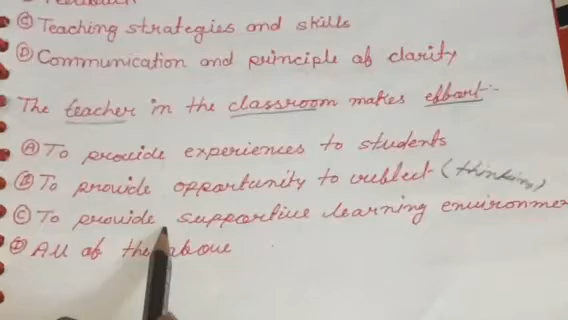 Ⓒ Teaching strategies and skills
Ⓓ Communication and principle of clarity
The teacher in the classroom makes effort:-
Ⓐ To provide experiences to students
Ⓑ To provide opportunity to reflect (thinking)
Ⓒ To provide supportive learning environme
Ⓓ All of the above